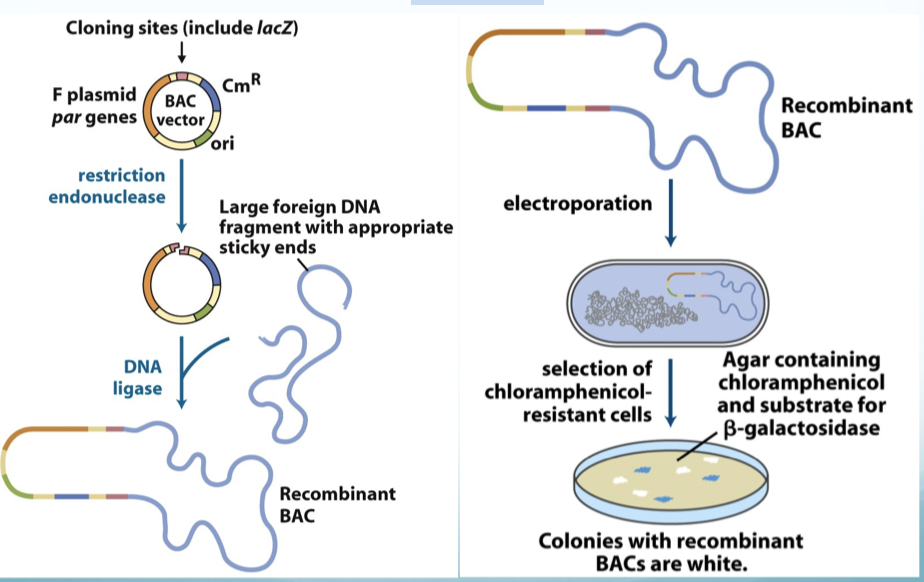 Cloning sites (include lacZ)
F plasmid
par genes
BAC
vector
CmR
ori
restriction
endonuclease
Large foreign DNA
fragment with appropriate
sticky ends
DNA
ligase
Recombinant
BAC
Recombinant
BAC
electroporation
selection of
chloramphenicol-
resistant cells
Agar containing
chloramphenicol
and substrate for
β-galactosidase
Colonies with recombinant
BACs are white.